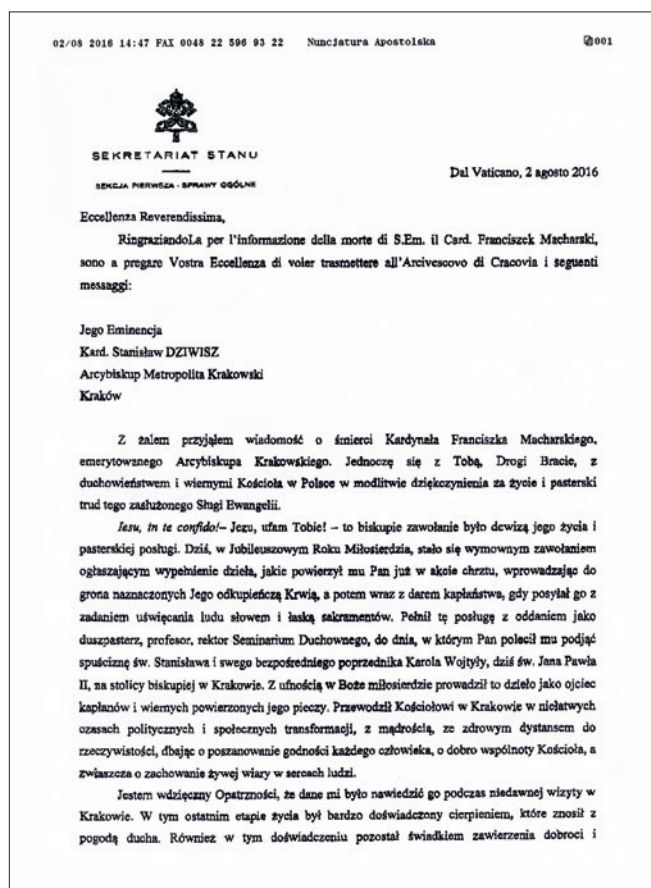 02/08 2016 14:47 FAX 0048 22 596 93 22 Nuncjatura Apostolska 001
SEKRETARIAT STANU
SEKCJA PIERWSZA - SPRAWY OGÓLNE
Dal Vaticano, 2 agosto 2016
Eccellenza Reverendissima,
RingraziandoLa per l'informazione della morte di S.Em. il Card. Franciszek Macharski,
sono a pregare Vostra Eccellenza di voler trasmettere all'Arcivescovo di Cracovia i seguenti
messaggi:
Jego Eminencja
Kard. Stanisław DZIWISZ
Arcybiskup Metropolita Krakowski
Kraków
Z żalem przyjąłem wiadomość o śmierci Kardynała Franciszka Macharskiego,
emerytowanego Arcybiskupa Krakowskiego. Jednoczę się z Tobą, Drogi Bracie, z
duchowieństwem i wiernymi Kościoła w Polsce w modlitwie dziękczynienia za życie i pasterski
trud tego zasłużonego Sługi Ewangelii.
Jesu, in te confido!– Jezu, ufam Tobie! – to biskupie zawołanie było dewizą jego życia i
pasterskiej posługi. Dziś, w Jubileuszowym Roku Miłosierdzia, stało się wymownym zawołaniem
ogłaszającym wypełnienie dzieła, jakie powierzył mu Pan już w akcie chrztu, wprowadzając do
grona naznaczonych Jego odkupieńczą Krwią, a potem wraz z darem kapłaństwa, gdy posyłał go z
zadaniem uświęcania ludu słowem i łaską sakramentów. Pełnił tę posługę z oddaniem jako
duszpasterz, profesor, rektor Seminarium Duchownego, do dnia, w którym Pan polecił mu podjąć
spuściznę św. Stanisława i swego bezpośredniego poprzednika Karola Wojtyły, dziś św. Jana Pawła
II, na stolicy biskupiej w Krakowie. Z ufnością w Boże miłosierdzie prowadził to dzieło jako ojciec
kapłanów i wiernych powierzonych jego pieczy. Przewodził Kościołowi w Krakowie w niełatwych
czasach politycznych i społecznych transformacji, z mądrością, ze zdrowym dystansem do
rzeczywistości, dbając o poszanowanie godności każdego człowieka, o dobro wspólnoty Kościoła, a
zwłaszcza o zachowanie żywej wiary w sercach ludzi.
Jestem wdzięczny Opatrzności, że dane mi było nawiedzić go podczas niedawnej wizyty w
Krakowie. W tym ostatnim etapie życia był bardzo doświadczony cierpieniem, które znosił z
pogodą ducha. Również w tym doświadczeniu pozostał świadkiem zawierzenia dobroci i